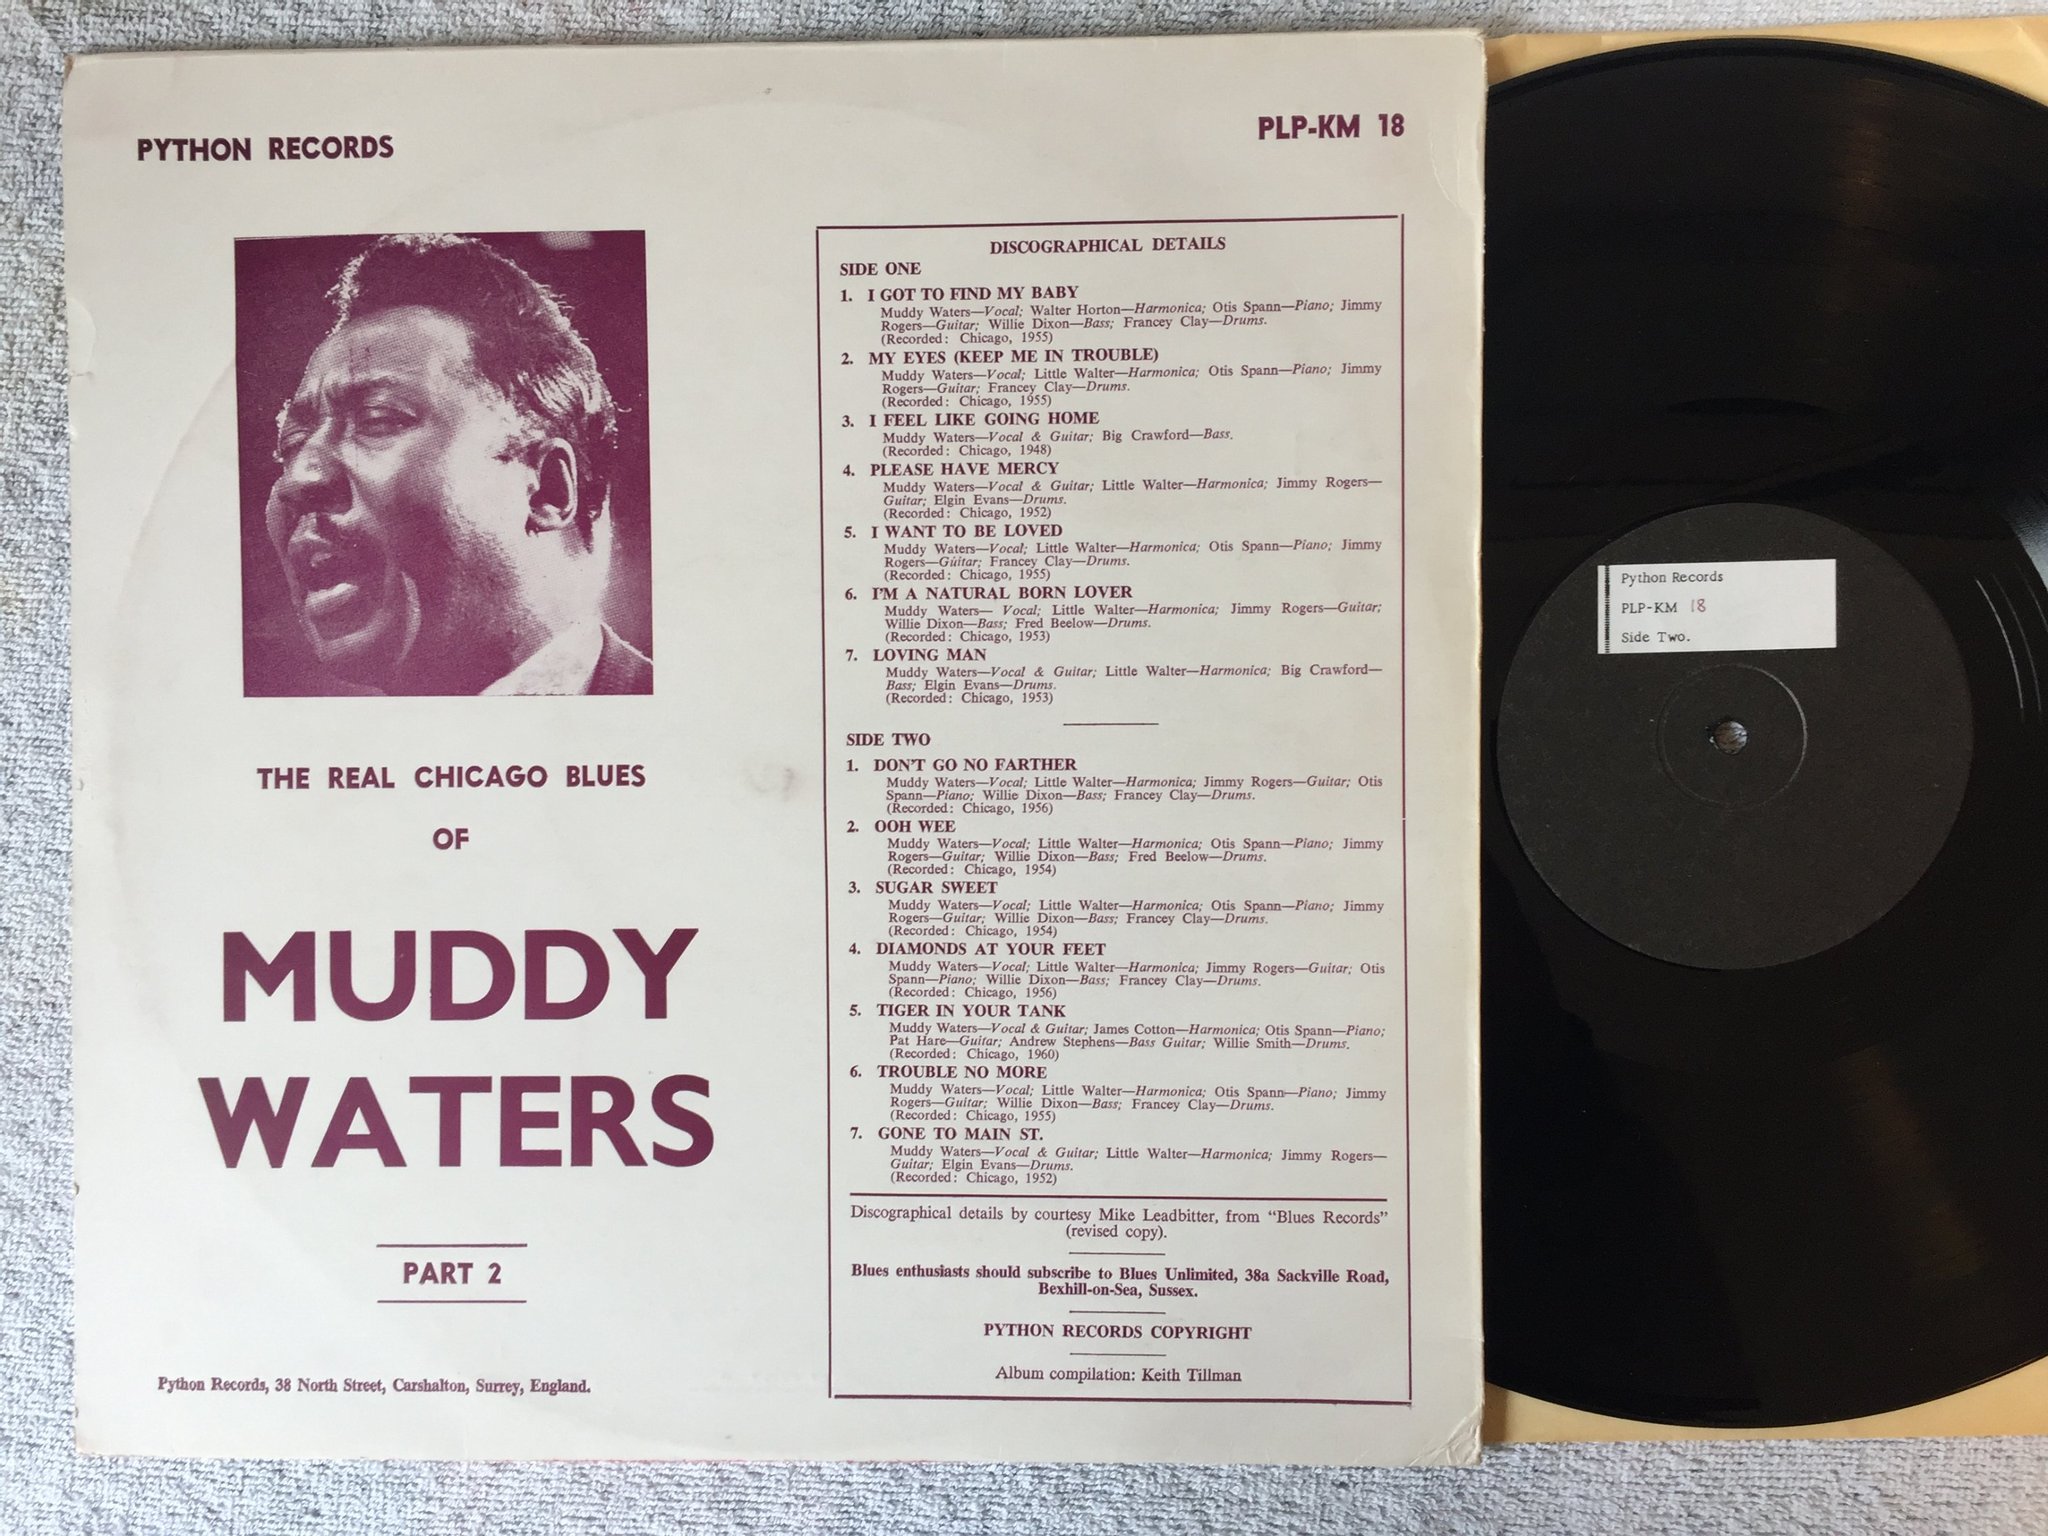 PYTHON RECORDS
PLP-KM 18
THE REAL CHICAGO BLUES
OF
MUDDY
WATERS
PART 2
Python Records, 38 North Street, Carshalton, Surrey, England.
DISCOGRAPHICAL DETAILS
SIDE ONE
1. I GOT TO FIND MY BABY
Muddy Waters—Vocal; Walter Horton—Harmonica; Otis Spann—Piano; Jimmy
Rogers—Guitar; Willie Dixon—Bass; Francey Clay—Drums.
(Recorded: Chicago, 1955)
2. MY EYES (KEEP ME IN TROUBLE)
Muddy Waters—Vocal; Little Walter—Harmonica; Otis Spann—Piano; Jimmy
Rogers—Guitar; Francey Clay—Drums.
(Recorded: Chicago, 1955)
3. I FEEL LIKE GOING HOME
Muddy Waters—Vocal & Guitar; Big Crawford—Bass.
(Recorded: Chicago, 1948)
4. PLEASE HAVE MERCY
Muddy Waters—Vocal & Guitar; Little Walter—Harmonica; Jimmy Rogers—
Guitar; Elgin Evans—Drums.
(Recorded: Chicago, 1952)
5. I WANT TO BE LOVED
Muddy Waters—Vocal; Little Walter—Harmonica; Otis Spann—Piano; Jimmy
Rogers—Guitar; Francey Clay—Drums.
(Recorded: Chicago, 1955)
6. I'M A NATURAL BORN LOVER
Muddy Waters— Vocal; Little Walter—Harmonica; Jimmy Rogers—Guitar;
Willie Dixon—Bass; Fred Beelow—Drums.
(Recorded: Chicago, 1953)
7. LOVING MAN
Muddy Waters—Vocal & Guitar; Little Walter—Harmonica; Big Crawford—
Bass; Elgin Evans—Drums.
(Recorded: Chicago, 1953)
SIDE TWO
1. DON'T GO NO FARTHER
Muddy Waters—Vocal; Little Walter—Harmonica; Jimmy Rogers—Guitar; Otis
Spann—Piano; Willie Dixon—Bass; Francey Clay—Drums.
(Recorded: Chicago, 1956)
2. OOH WEE
Muddy Waters—Vocal; Little Walter—Harmonica; Otis Spann—Piano; Jimmy
Rogers—Guitar; Willie Dixon—Bass; Fred Beelow—Drums.
(Recorded: Chicago, 1954)
3. SUGAR SWEET
Muddy Waters—Vocal; Little Walter—Harmonica; Otis Spann—Piano; Jimmy
Rogers—Guitar; Willie Dixon—Bass; Francey Clay—Drums.
(Recorded: Chicago, 1954)
4. DIAMONDS AT YOUR FEET
Muddy Waters—Vocal; Little Walter—Harmonica; Jimmy Rogers—Guitar; Otis
Spann—Piano; Willie Dixon—Bass; Francey Clay—Drums.
(Recorded: Chicago, 1956)
5. TIGER IN YOUR TANK
Muddy Waters—Vocal & Guitar; James Cotton—Harmonica; Otis Spann—Piano;
Pat Hare—Guitar; Andrew Stephens—Bass Guitar; Willie Smith—Drums.
(Recorded: Chicago, 1960)
6. TROUBLE NO MORE
Muddy Waters—Vocal; Little Walter—Harmonica; Otis Spann—Piano; Jimmy
Rogers—Guitar; Willie Dixon—Bass; Francey Clay—Drums.
(Recorded: Chicago, 1955)
7. GONE TO MAIN ST.
Muddy Waters—Vocal & Guitar; Little Walter—Harmonica; Jimmy Rogers—
Guitar; Elgin Evans—Drums.
(Recorded: Chicago, 1952)
Discographical details by courtesy Mike Leadbitter, from “Blues Records”
(revised copy).
Blues enthusiasts should subscribe to Blues Unlimited, 38a Sackville Road,
Bexhill-on-Sea, Sussex.
PYTHON RECORDS COPYRIGHT
Album compilation: Keith Tillman
Python Records
PLP-KM 18
Side Two.